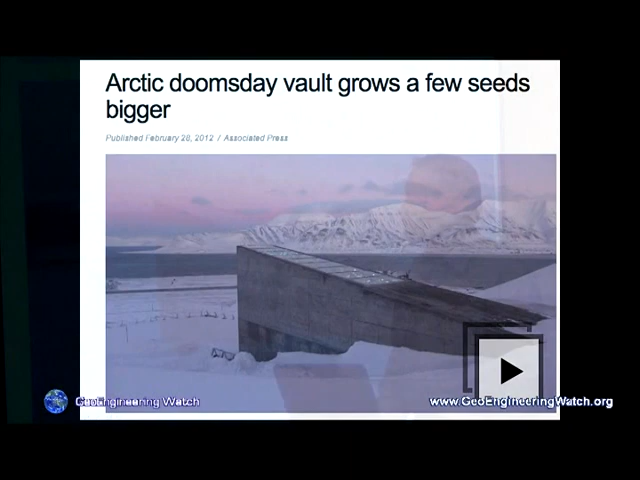 Arctic doomsday vault grows a few seeds
bigger
Published February 28, 2012 / Associated Press
GeoEngineering Watch
www.GeoEngineeringWatch.org